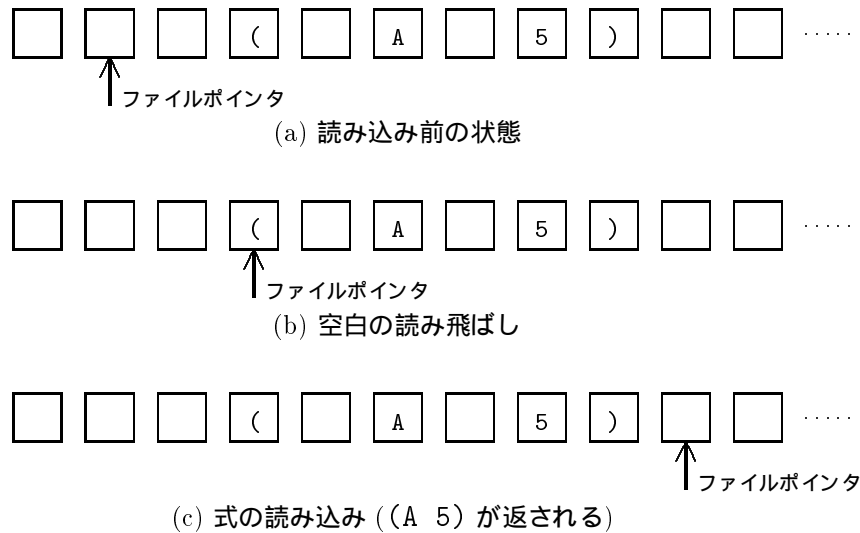 ( A 5 ) ·····
ファイルポインタ
(a) 読み込み前の状態
( A 5 ) ·····
ファイルポインタ
(b) 空白の読み飛ばし
( A 5 ) ·····
ファイルポインタ
(c) 式の読み込み ((A 5) が返される)